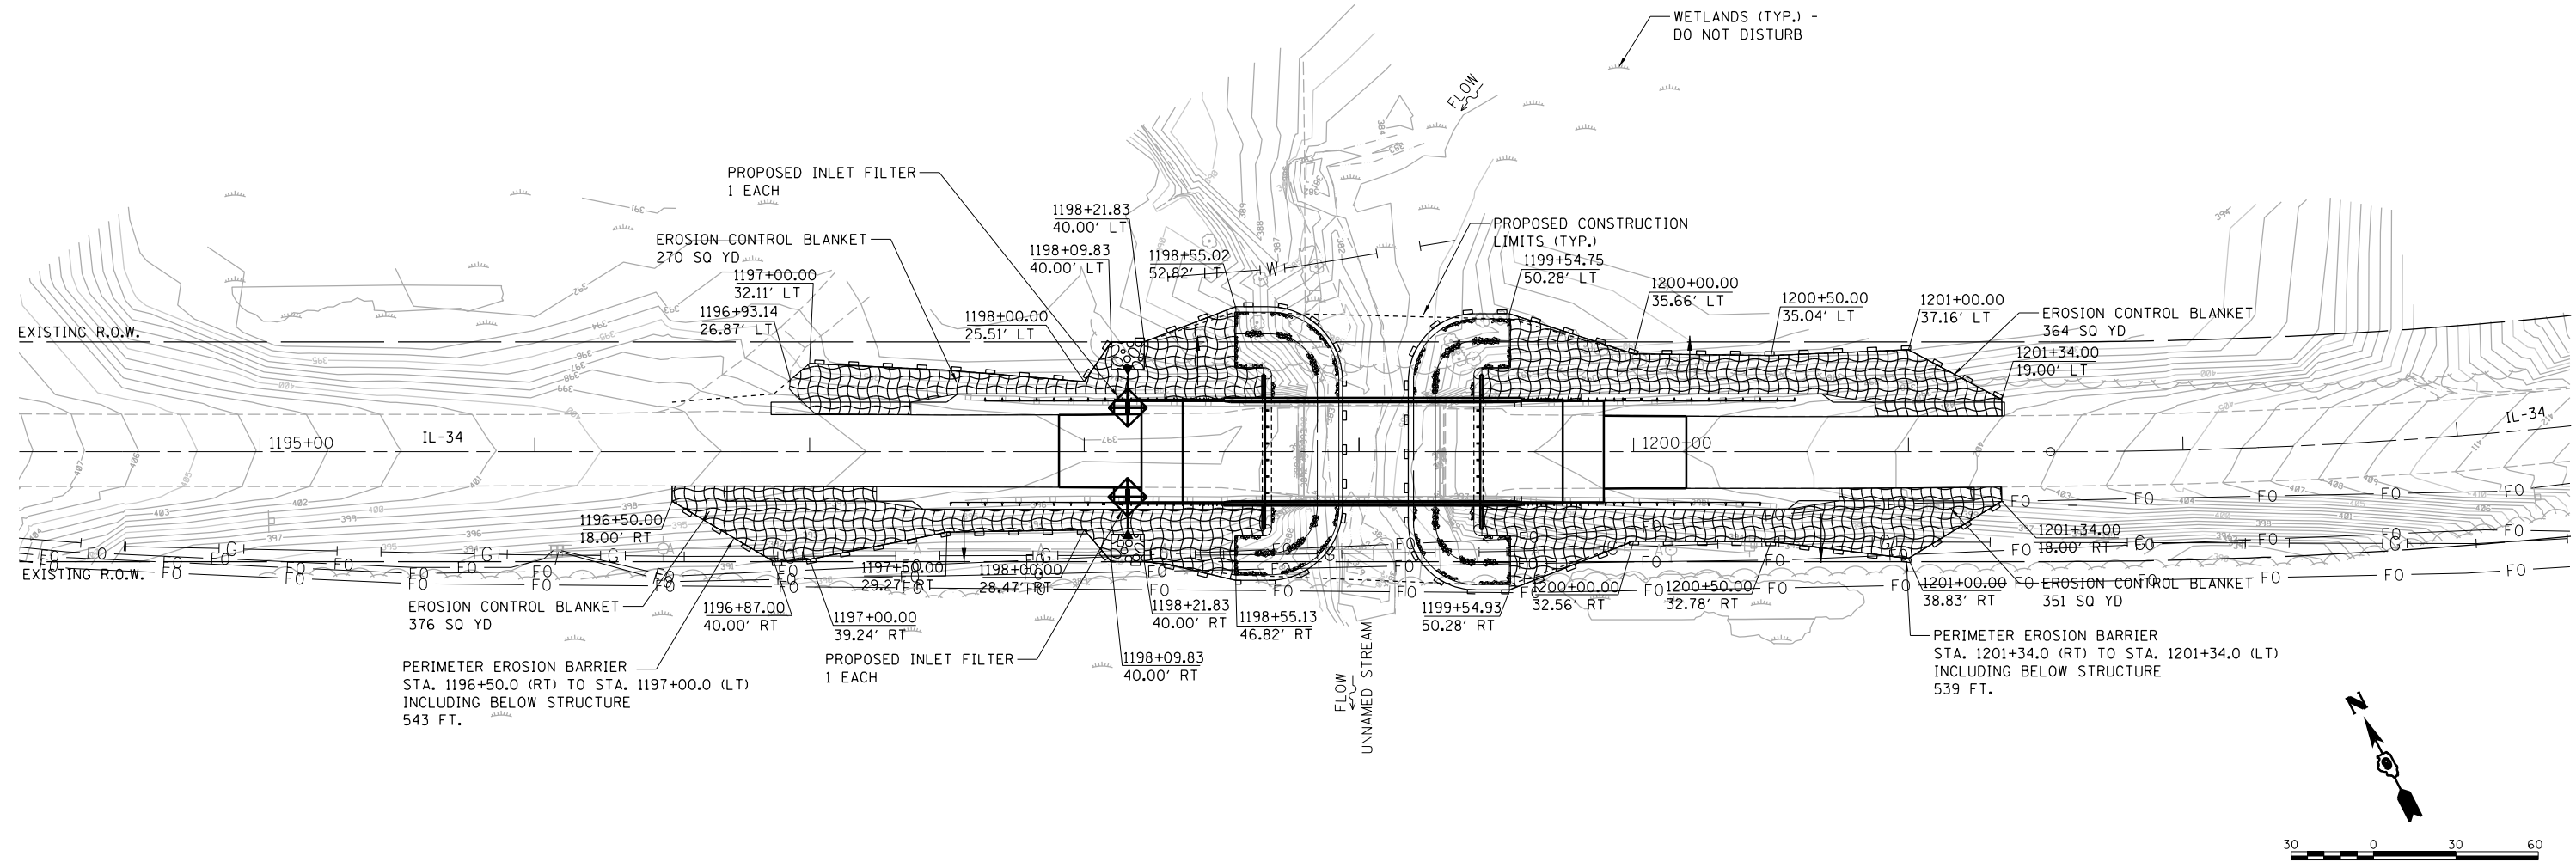 WETLANDS (TYP.) -
DO NOT DISTURB
FLOW
PROPOSED INLET FILTER
1 EACH
1198+21.83
40.00' LT
EROSION CONTROL BLANKET
270 SQ YD
1198+09.83
40.00' LT
1198+55.02
52.82' LT
W
PROPOSED CONSTRUCTION
LIMITS (TYP.)
1199+54.75
50.28' LT
1197+00.00
32.11' LT
1196+93.14
26.87' LT
1198+00.00
25.51' LT
1200+00.00
35.66' LT
1200+50.00
35.04' LT
1201+00.00
37.16' LT
EROSION CONTROL BLANKET
364 SQ YD
1201+34.00
19.00' LT
EXISTING R.O.W.
1195+00
IL-34
1200+00
IL-34
1196+50.00
18.00' RT
EXISTING R.O.W.
1197+50.00
29.27' RT
1198+00.00
28.47' RT
1201+34.00
18.00' RT
EROSION CONTROL BLANKET
376 SQ YD
1196+87.00
40.00' RT
1197+00.00
39.24' RT
1198+21.83
40.00' RT
1198+55.13
46.82' RT
1199+54.93
50.28' RT
1200+00.00
32.56' RT
1200+50.00
32.78' RT
1201+00.00
38.83' RT
EROSION CONTROL BLANKET
351 SQ YD
PROPOSED INLET FILTER
1 EACH
1198+09.83
40.00' RT
PERIMETER EROSION BARRIER
STA. 1196+50.0 (RT) TO STA. 1197+00.0 (LT)
INCLUDING BELOW STRUCTURE
543 FT.
PERIMETER EROSION BARRIER
STA. 1201+34.0 (RT) TO STA. 1201+34.0 (LT)
INCLUDING BELOW STRUCTURE
539 FT.
FLOW
UNNAMED STREAM
N
30 0 30 60